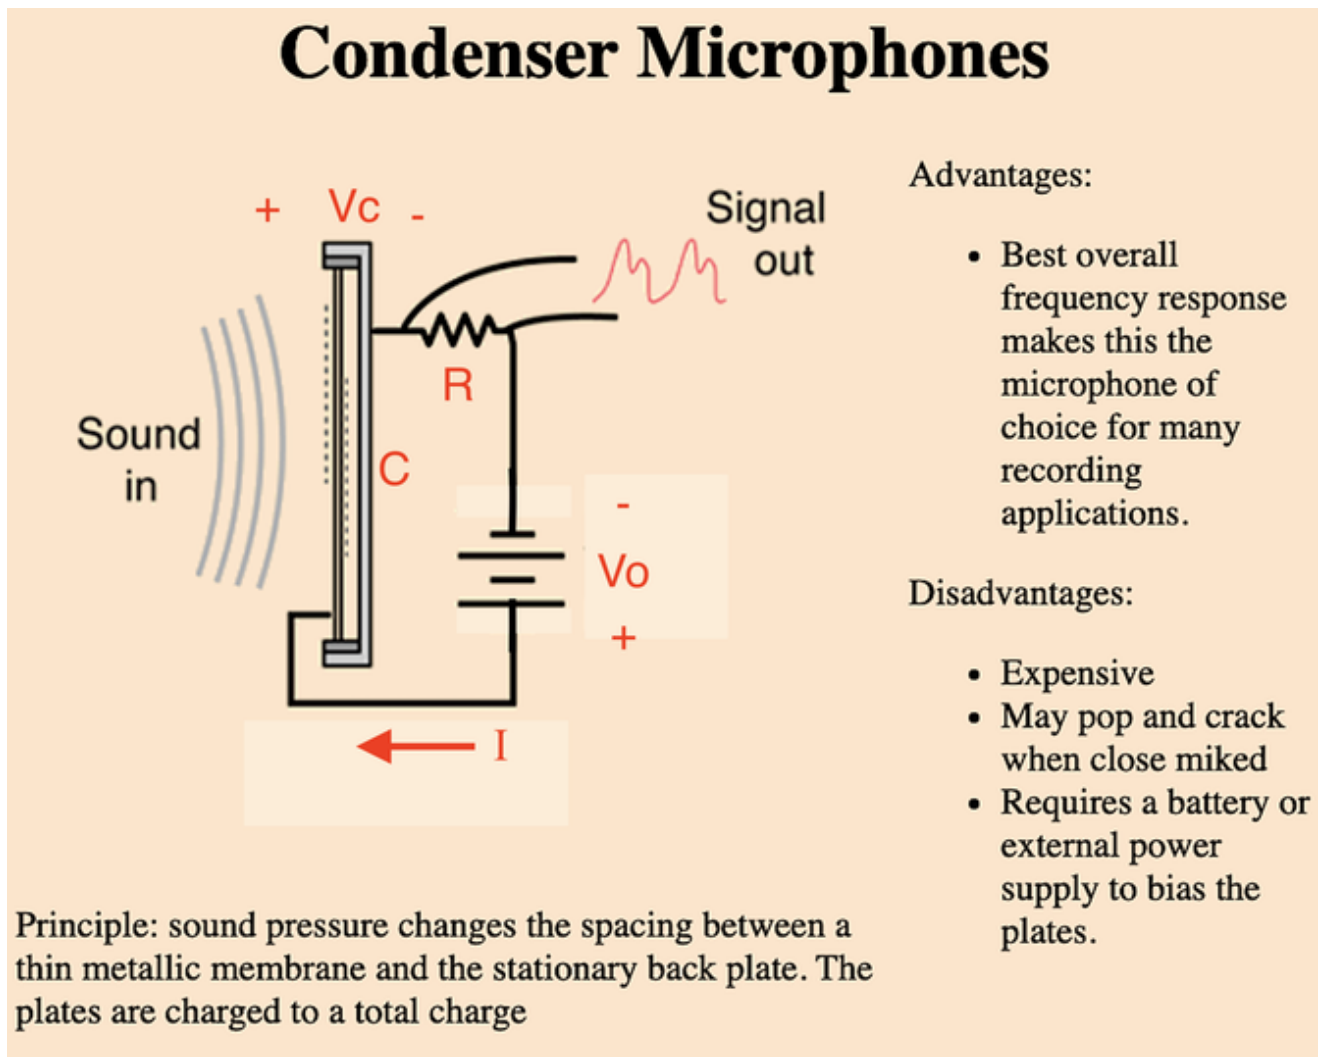 Condenser Microphones
+ Vc -
Signal
out
Sound
in
R
C
-
Vo
+
I
Advantages:
• Best overall
frequency response
makes this the
microphone of
choice for many
recording
applications.
Disadvantages:
• Expensive
• May pop and crack
when close miked
• Requires a battery or
external power
supply to bias the
plates.
Principle: sound pressure changes the spacing between a
thin metallic membrane and the stationary back plate. The
plates are charged to a total charge